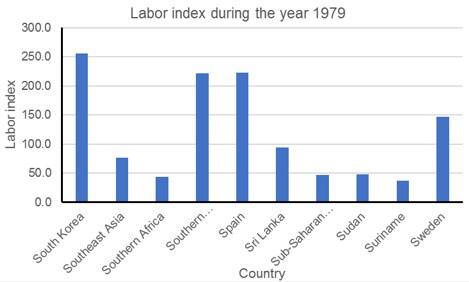 Labor index during the year 1979
300.0
250.0
200.0
150.0
100.0
50.0
0.0
Labor index
South Korea
Southeast Asia
Southern Africa
Southern...
Spain
Sri Lanka
Sub-Saharan...
Sudan
Suriname
Sweden
Country